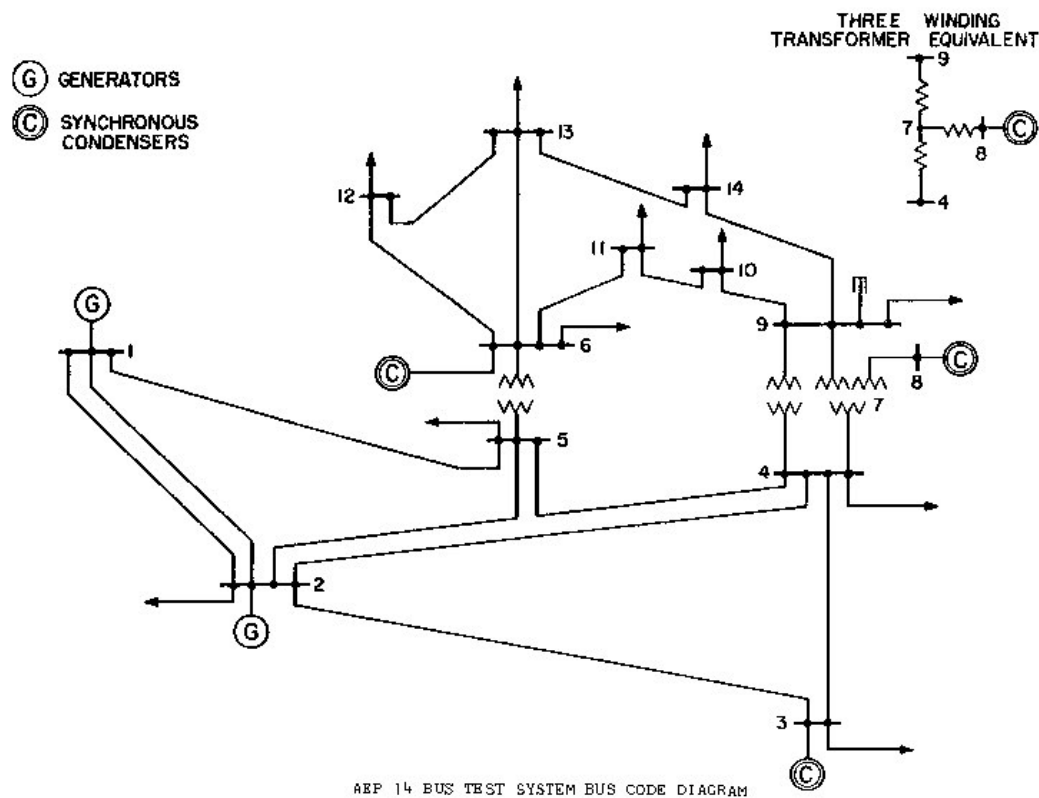 THREE WINDING
TRANSFORMER EQUIVALENT
9
7
8
C
4
G GENERATORS
C SYNCHRONOUS
CONDENSERS
13
12
14
11
10
G
1
9
6
C
8
C
7
5
4
2
G
3
C
AEP 14 BUS TEST SYSTEM BUS CODE DIAGRAM